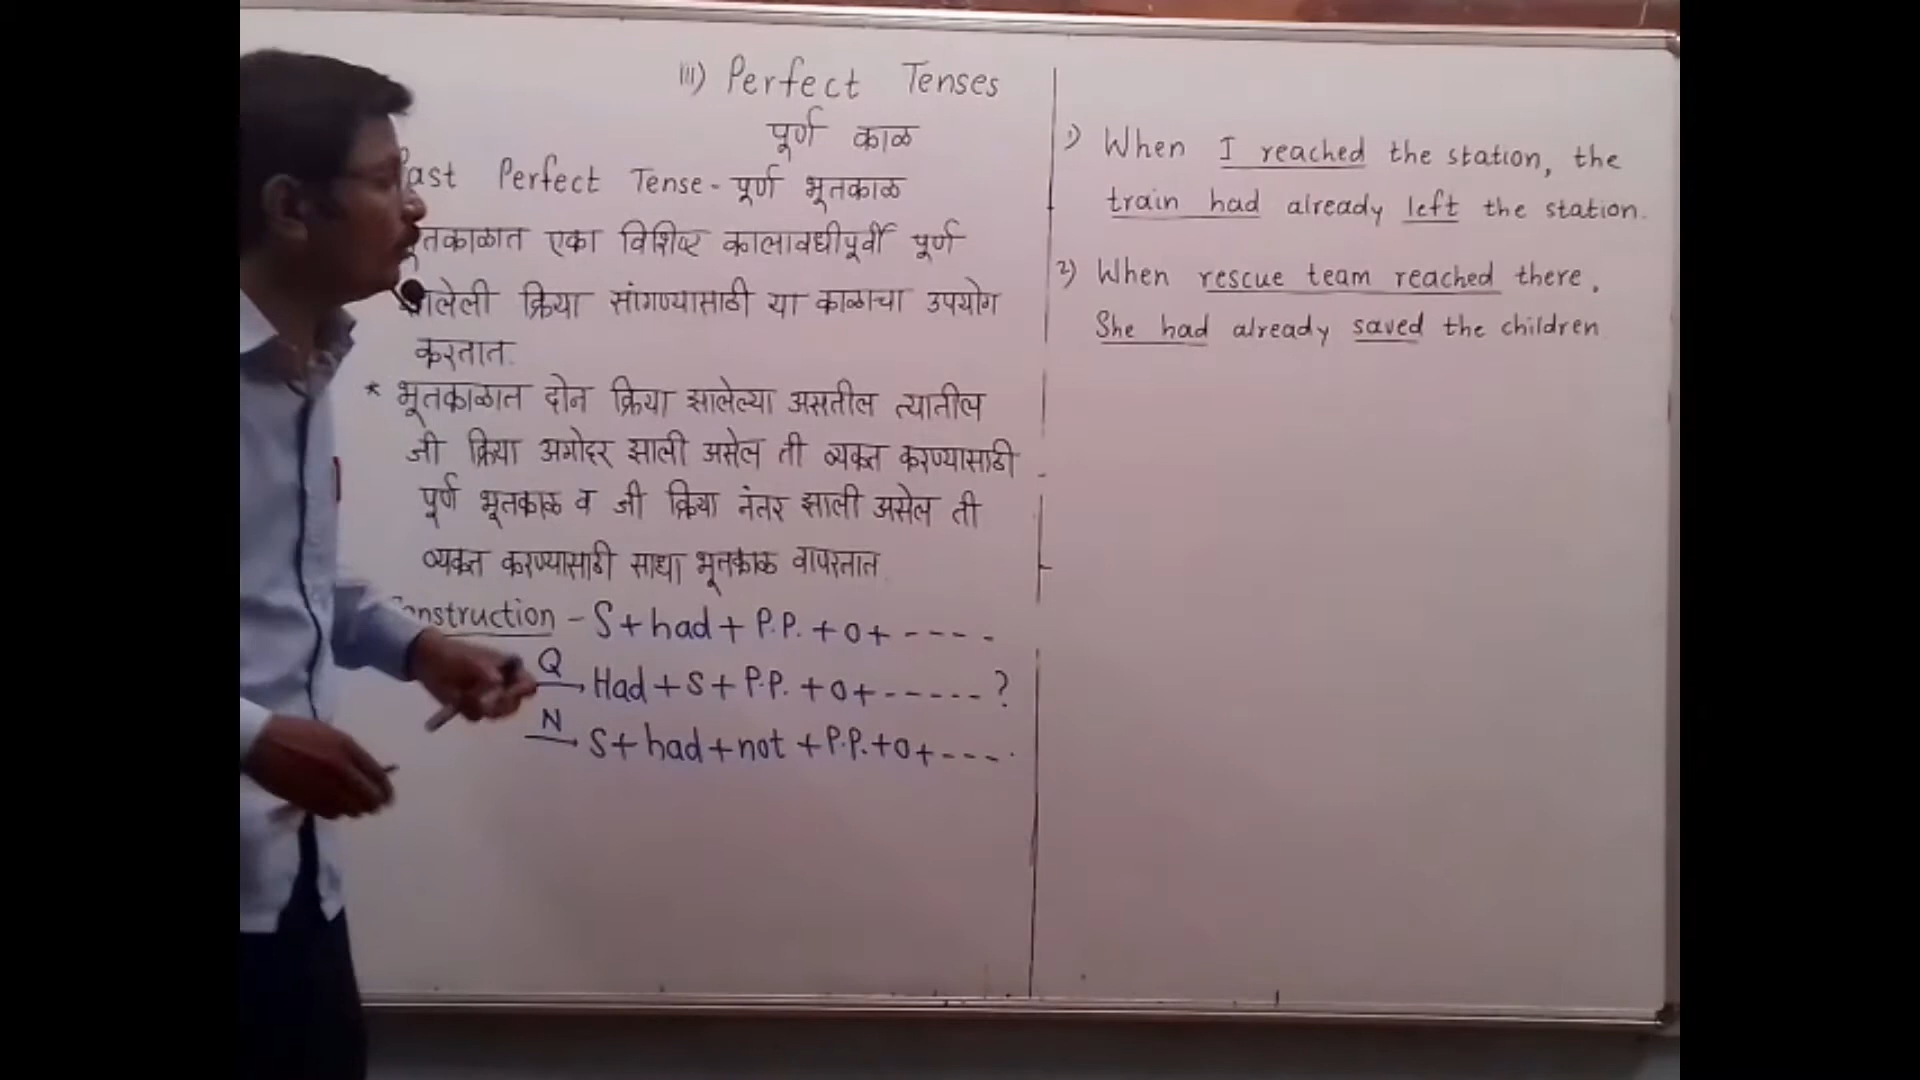 III) Perfect Tenses
पूर्ण काळ
Past Perfect Tense - पूर्ण भूतकाळ
भूतकाळात एका विशिष्ट कालावधीपूर्वी पूर्ण
झालेली क्रिया सांगण्यासाठी या काळाचा उपयोग
करतात.
* भूतकाळात दोन क्रिया झालेल्या असतील त्यातील
जी क्रिया अगोदर झाली असेल ती व्यक्त करण्यासाठी
पूर्ण भूतकाळ व जी क्रिया नंतर झाली असेल ती
व्यक्त करण्यासाठी साधा भूतकाळ वापरतात.
Construction - S + had + P.P. + O + ----
Q → Had + S + P.P. + O + ------ ?
N → S + had + not + P.P. + O + ----.
1) When I reached the station, the
train had already left the station.
2) When rescue team reached there,
She had already saved the children